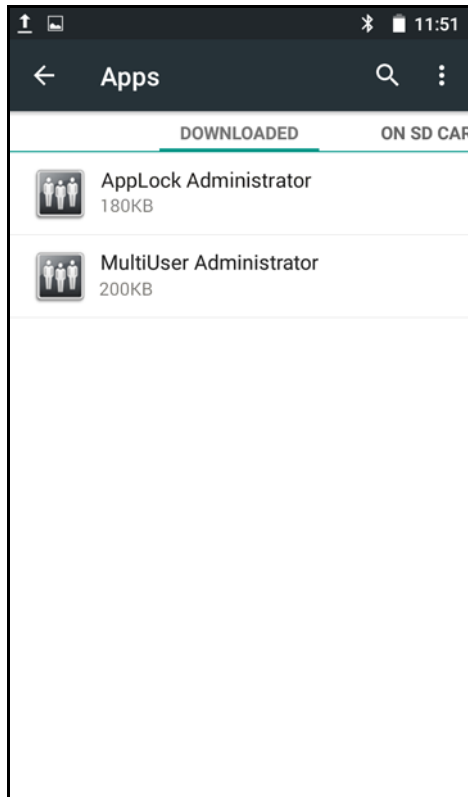 11:51
Apps
DOWNLOADED ON SD CAR
AppLock Administrator
180KB
MultiUser Administrator
200KB